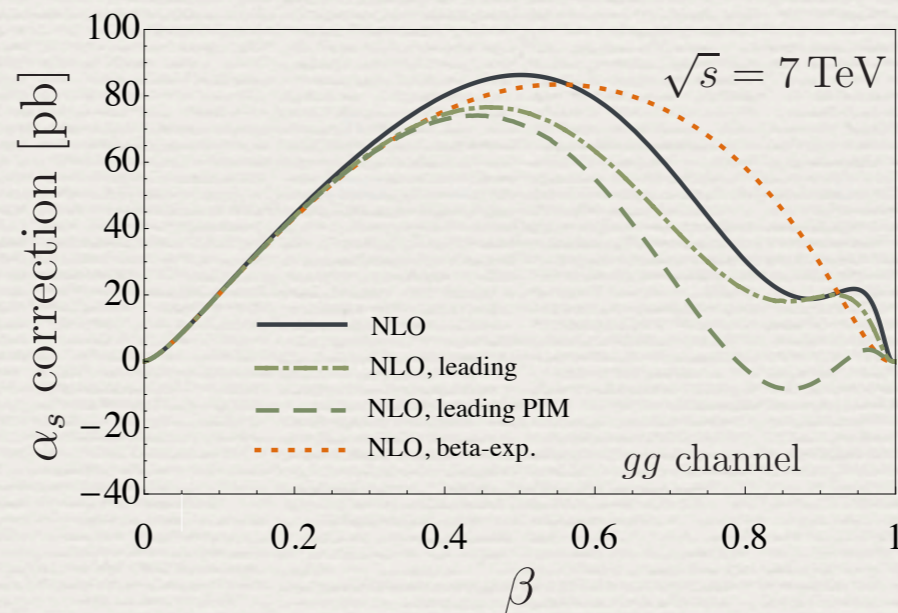 α_s correction [pb]
100
80
60
40
20
0
−20
−40
√s = 7 TeV
NLO
NLO, leading
NLO, leading PIM
NLO, beta-exp.
gg channel
0 0.2 0.4 0.6 0.8 1
β